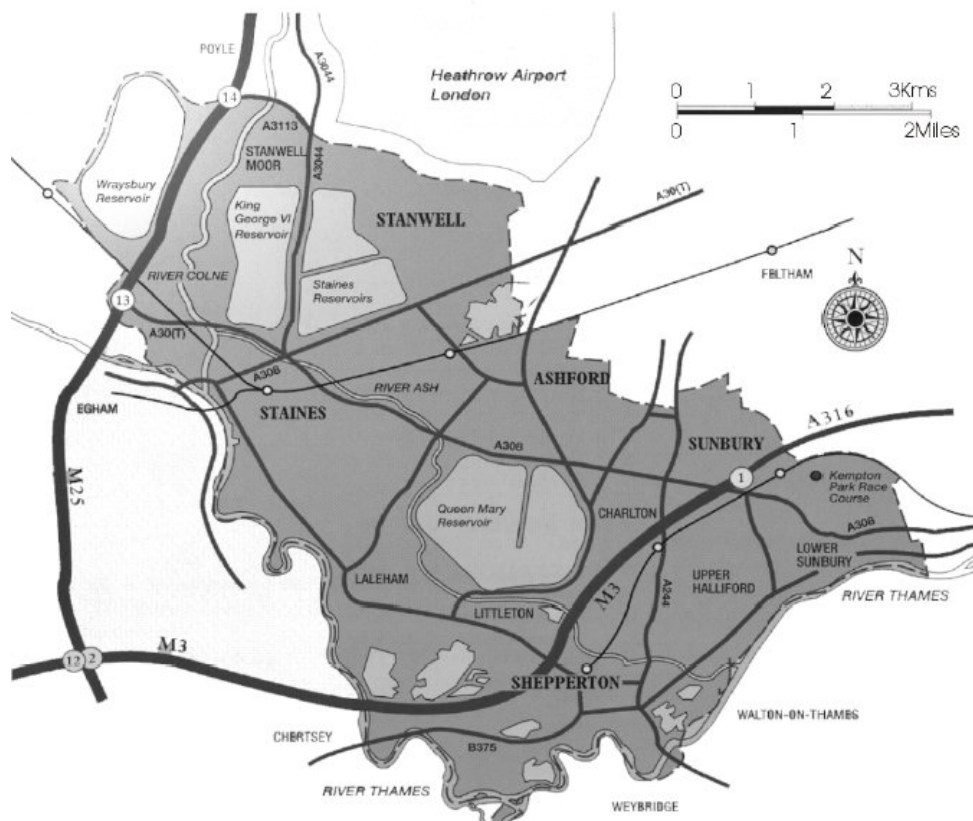 POYLE
A3044
Heathrow Airport
London
0 1 2 3Kms
0 1 2Miles
14
A3113
STANWELL
MOOR
A3044
Wraysbury
Reservoir
King
George VI
Reservoir
STANWELL
A30(T)
N
RIVER COLNE
Staines
Reservoirs
FELTHAM
13
A30(T)
A308
RIVER ASH
ASHFORD
EGHAM
STAINES
A316
M25
A308
SUNBURY
1
Kempton
Park Race
Course
Queen Mary
Reservoir
CHARLTON
A308
LOWER
SUNBURY
LALEHAM
M3
A244
UPPER
HALLIFORD
LITTLETON
RIVER THAMES
M3
12 2
SHEPPERTON
WALTON-ON-THAMES
CHERTSEY
B375
RIVER THAMES
WEYBRIDGE